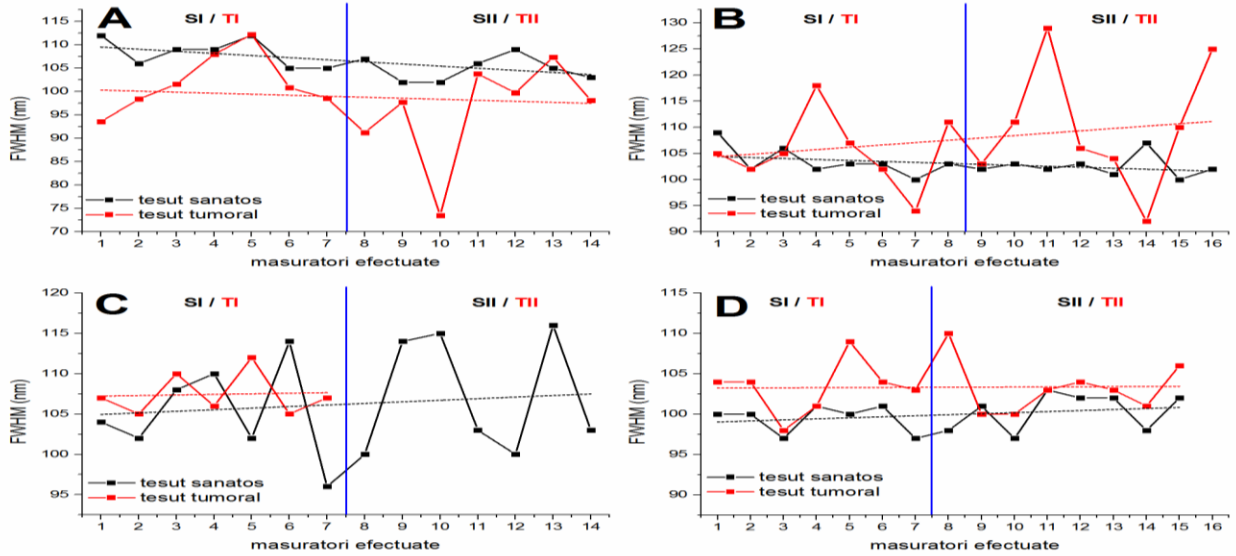 A
SI / TI
SII / TII
115
110
105
100
95
90
85
80
75
70
FWHM (nm)
tesut sanatos
tesut tumoral
1 2 3 4 5 6 7 8 9 10 11 12 13 14
masuratori efectuate
B
SI / TI
SII / TII
130
125
120
115
110
105
100
95
90
FWHM (nm)
tesut sanatos
tesut tumoral
1 2 3 4 5 6 7 8 9 10 11 12 13 14 15 16
masuratori efectuate
C
SI / TI
SII / TII
120
115
110
105
100
95
FWHM (nm)
tesut sanatos
tesut tumoral
1 2 3 4 5 6 7 8 9 10 11 12 13 14
masuratori efectuate
D
SI / TI
SII / TII
115
110
105
100
95
90
FWHM (nm)
tesut sanatos
tesut tumoral
1 2 3 4 5 6 7 8 9 10 11 12 13 14 15 16
masuratori efectuate